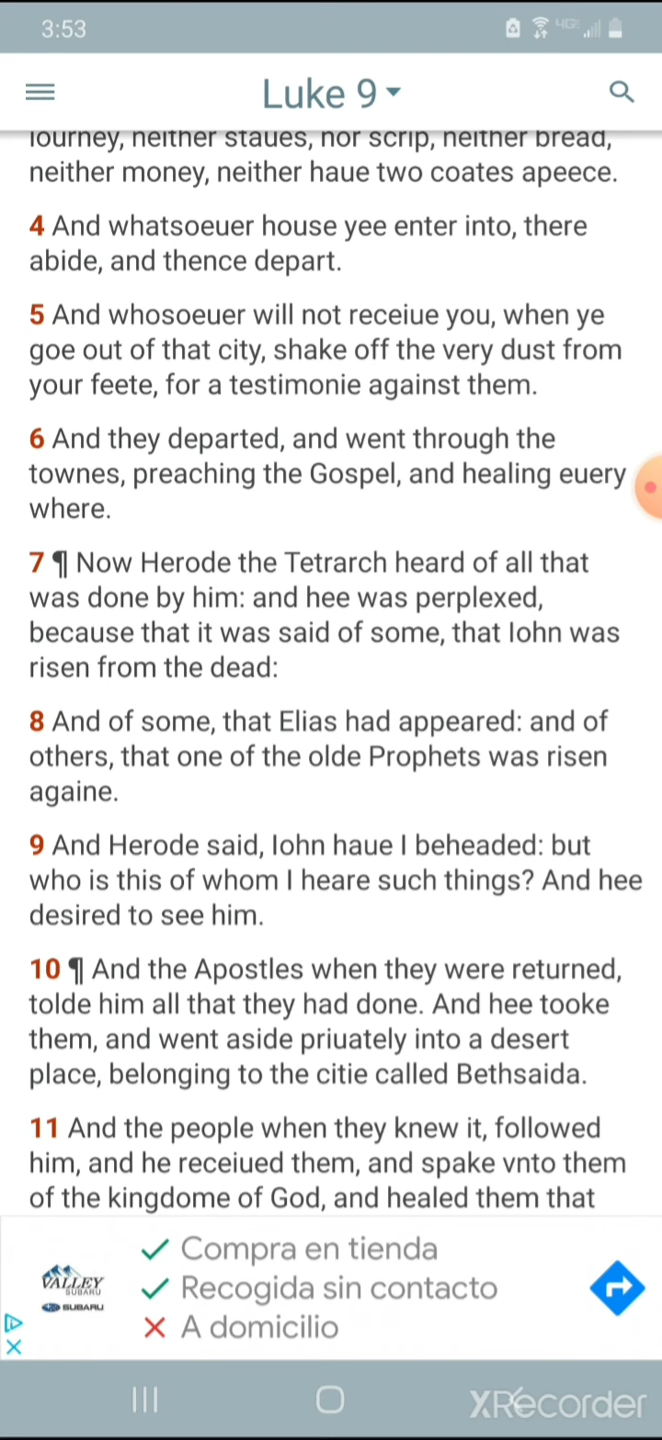 3:53
4G
Luke 9
Iourney, neither staues, nor scrip, neither bread,
neither money, neither haue two coates apeece.
4 And whatsoeuer house yee enter into, there
abide, and thence depart.
5 And whosoeuer will not receiue you, when ye
goe out of that city, shake off the very dust from
your feete, for a testimonie against them.
6 And they departed, and went through the
townes, preaching the Gospel, and healing euery
where.
7 ¶ Now Herode the Tetrarch heard of all that
was done by him: and hee was perplexed,
because that it was said of some, that Iohn was
risen from the dead:
8 And of some, that Elias had appeared: and of
others, that one of the olde Prophets was risen
againe.
9 And Herode said, Iohn haue I beheaded: but
who is this of whom I heare such things? And hee
desired to see him.
10 ¶ And the Apostles when they were returned,
tolde him all that they had done. And hee tooke
them, and went aside priuately into a desert
place, belonging to the citie called Bethsaida.
11 And the people when they knew it, followed
him, and he receiued them, and spake vnto them
of the kingdome of God, and healed them that
VALLEY
SUBARU
SUBARU
Compra en tienda
Recogida sin contacto
A domicilio
XRecorder